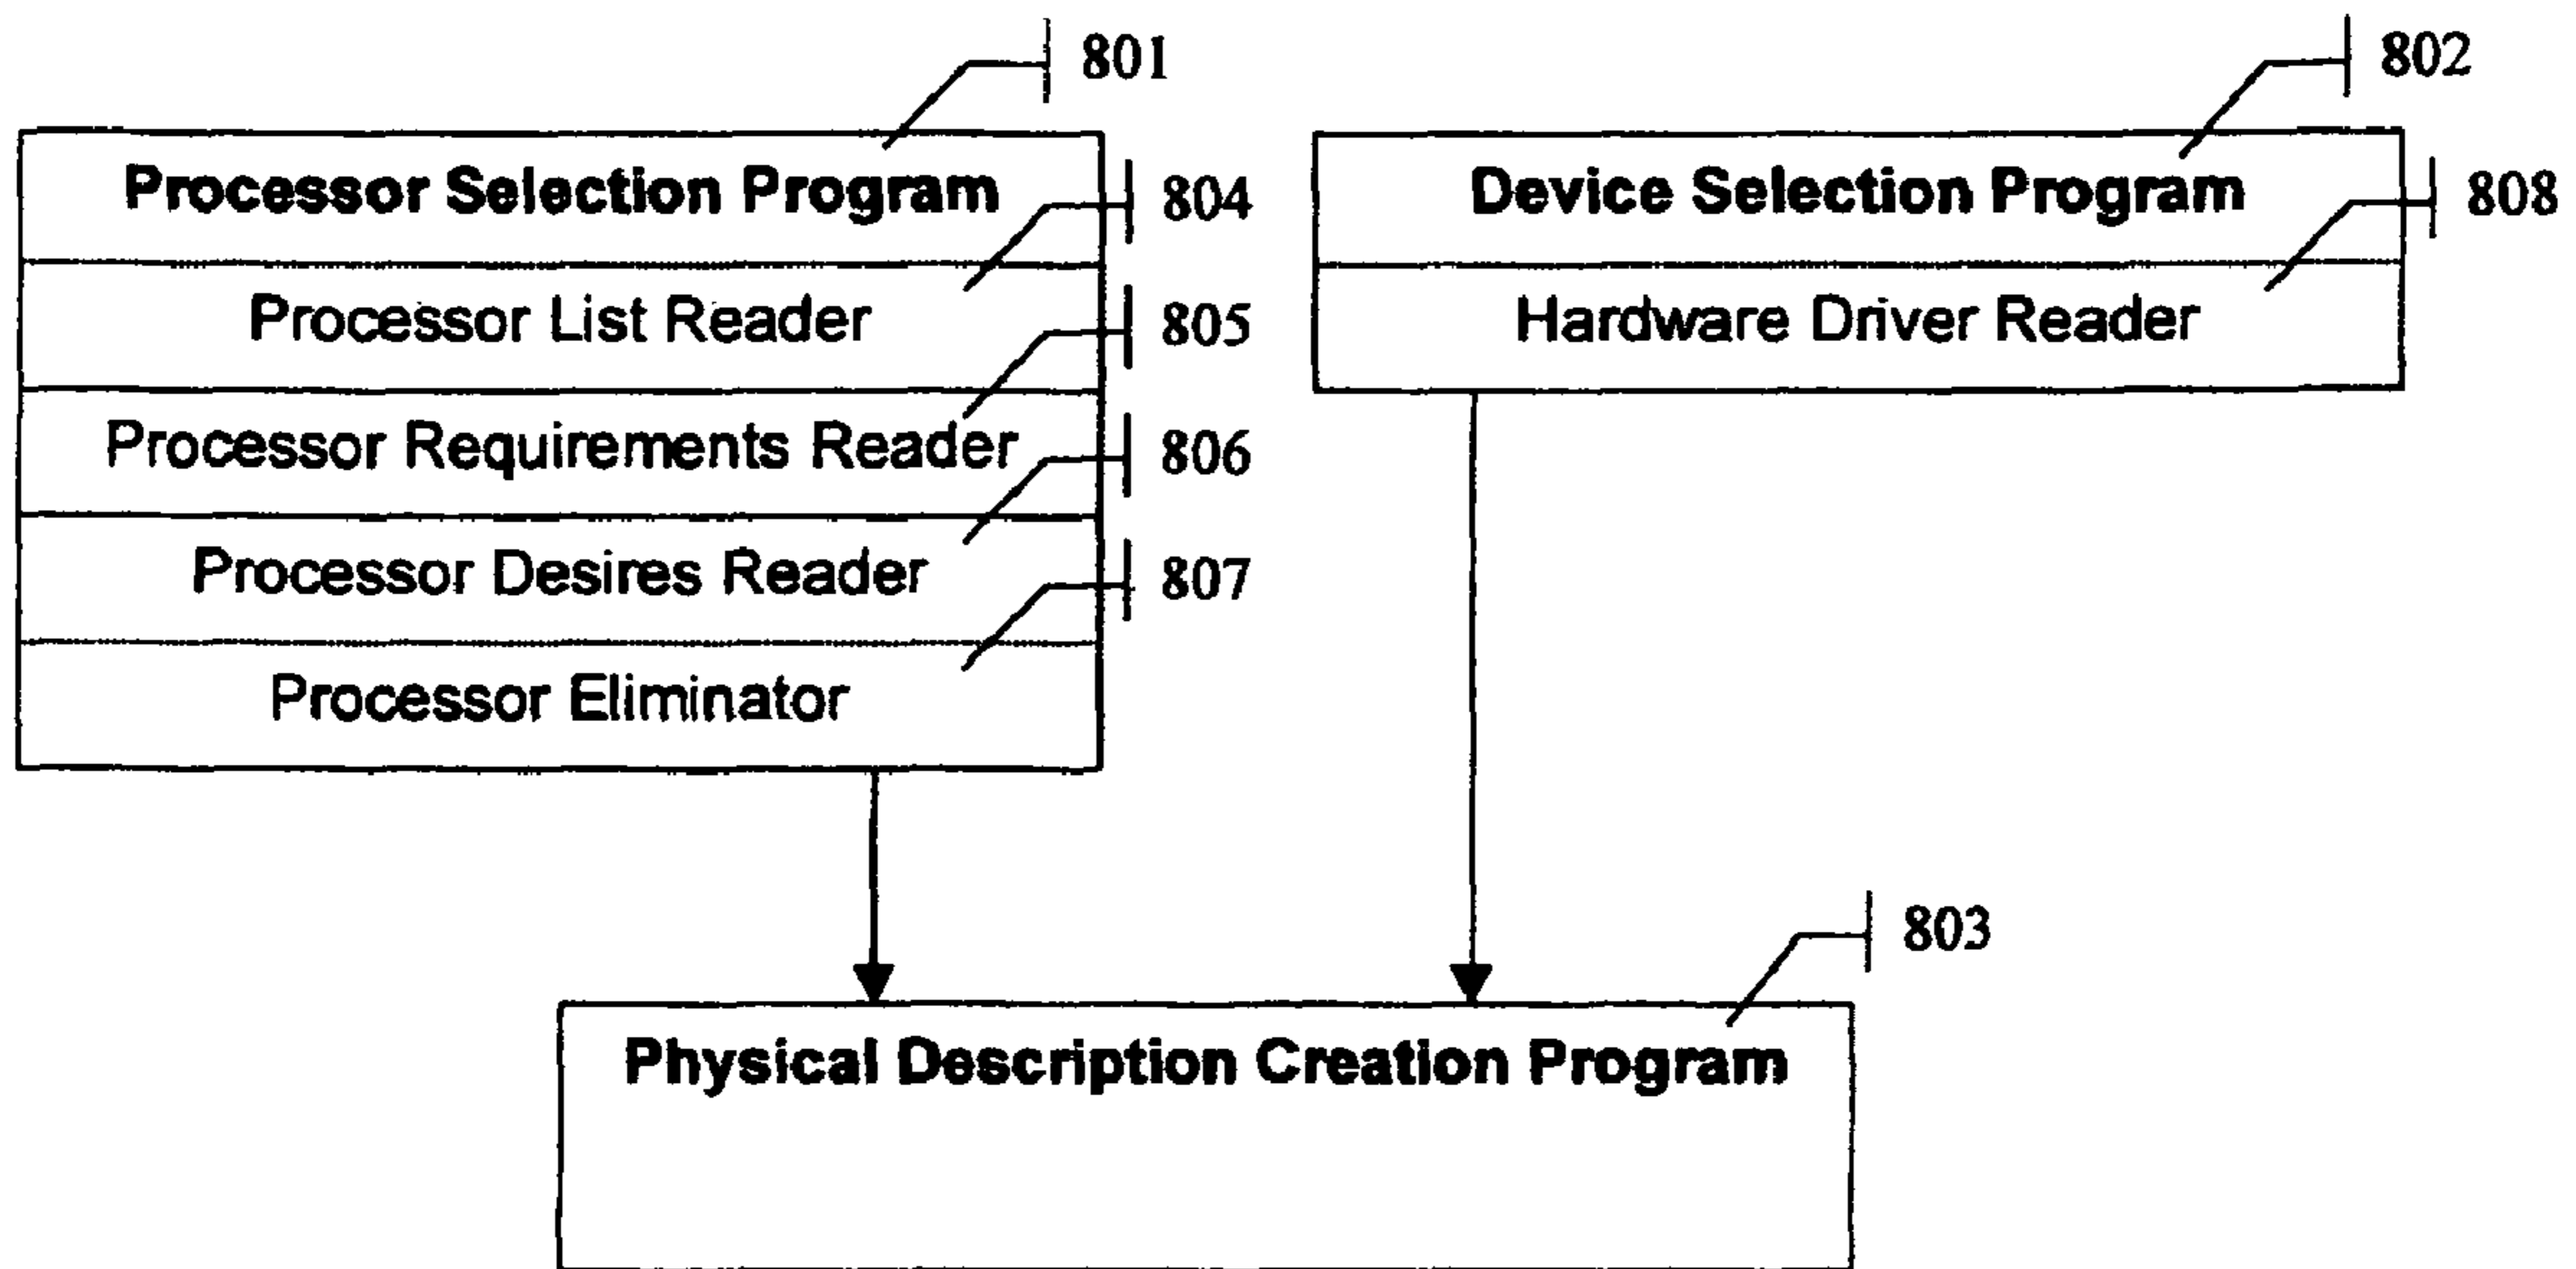 801
802
Processor Selection Program
804
Device Selection Program
808
Processor List Reader
805
Hardware Driver Reader
Processor Requirements Reader
806
Processor Desires Reader
807
Processor Eliminator
803
Physical Description Creation Program